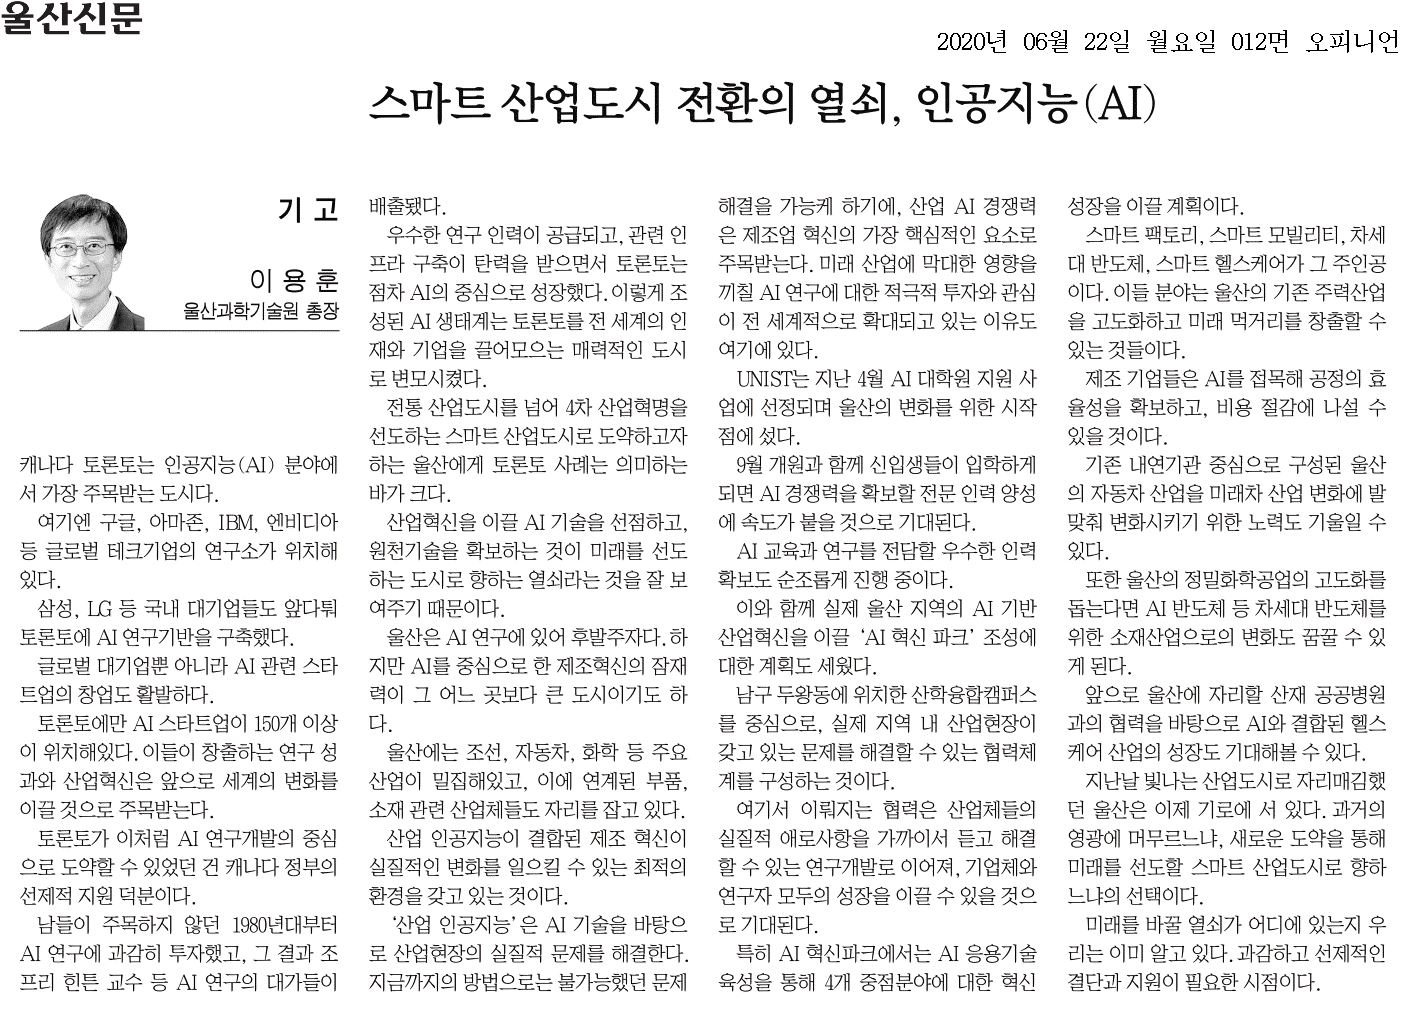 울산신문
2020년 06월 22일 월요일 012면 오피니언
스마트 산업도시 전환의 열쇠, 인공지능(AI)
기 고
이 용 훈
울산과학기술원 총장
캐나다 토론토는 인공지능(AI) 분야에
서 가장 주목받는 도시다.
여기엔 구글, 아마존, IBM, 엔비디아
등 글로벌 테크기업의 연구소가 위치해
있다.
삼성, LG 등 국내 대기업들도 앞다퉈
토론토에 AI 연구기반을 구축했다.
글로벌 대기업뿐 아니라 AI 관련 스타
트업의 창업도 활발하다.
토론토에만 AI 스타트업이 150개 이상
이 위치해있다. 이들이 창출하는 연구 성
과와 산업혁신은 앞으로 세계의 변화를
이끌 것으로 주목받는다.
토론토가 이처럼 AI 연구개발의 중심
으로 도약할 수 있었던 건 캐나다 정부의
선제적 지원 덕분이다.
남들이 주목하지 않던 1980년대부터
AI 연구에 과감히 투자했고, 그 결과 조
프리 힌튼 교수 등 AI 연구의 대가들이
배출됐다.
우수한 연구 인력이 공급되고, 관련 인
프라 구축이 탄력을 받으면서 토론토는
점차 AI의 중심으로 성장했다. 이렇게 조
성된 AI 생태계는 토론토를 전 세계의 인
재와 기업을 끌어모으는 매력적인 도시
로 변모시켰다.
전통 산업도시를 넘어 4차 산업혁명을
선도하는 스마트 산업도시로 도약하고자
하는 울산에게 토론토 사례는 의미하는
바가 크다.
산업혁신을 이끌 AI 기술을 선점하고,
원천기술을 확보하는 것이 미래를 선도
하는 도시로 향하는 열쇠라는 것을 잘 보
여주기 때문이다.
울산은 AI 연구에 있어 후발주자다. 하
지만 AI를 중심으로 한 제조혁신의 잠재
력이 그 어느 곳보다 큰 도시이기도 하
다.
울산에는 조선, 자동차, 화학 등 주요
산업이 밀집해있고, 이에 연계된 부품,
소재 관련 산업체들도 자리를 잡고 있다.
산업 인공지능이 결합된 제조 혁신이
실질적인 변화를 일으킬 수 있는 최적의
환경을 갖고 있는 것이다.
‘산업 인공지능’은 AI 기술을 바탕으
로 산업현장의 실질적 문제를 해결한다.
지금까지의 방법으로는 불가능했던 문제
해결을 가능케 하기에, 산업 AI 경쟁력
은 제조업 혁신의 가장 핵심적인 요소로
주목받는다. 미래 산업에 막대한 영향을
끼칠 AI 연구에 대한 적극적 투자와 관심
이 전 세계적으로 확대되고 있는 이유도
여기에 있다.
UNIST는 지난 4월 AI 대학원 지원 사
업에 선정되며 울산의 변화를 위한 시작
점에 섰다.
9월 개원과 함께 신입생들이 입학하게
되면 AI 경쟁력을 확보할 전문 인력 양성
에 속도가 붙을 것으로 기대된다.
AI 교육과 연구를 전담할 우수한 인력
확보도 순조롭게 진행 중이다.
이와 함께 실제 울산 지역의 AI 기반
산업혁신을 이끌 ‘AI 혁신 파크’ 조성에
대한 계획도 세웠다.
남구 두왕동에 위치한 산학융합캠퍼스
를 중심으로, 실제 지역 내 산업현장이
갖고 있는 문제를 해결할 수 있는 협력체
계를 구성하는 것이다.
여기서 이뤄지는 협력은 산업체들의
실질적 애로사항을 가까이서 듣고 해결
할 수 있는 연구개발로 이어져, 기업체와
연구자 모두의 성장을 이끌 수 있을 것으
로 기대된다.
특히 AI 혁신파크에서는 AI 응용기술
육성을 통해 4개 중점분야에 대한 혁신
성장을 이끌 계획이다.
스마트 팩토리, 스마트 모빌리티, 차세
대 반도체, 스마트 헬스케어가 그 주인공
이다. 이들 분야는 울산의 기존 주력산업
을 고도화하고 미래 먹거리를 창출할 수
있는 것들이다.
제조 기업들은 AI를 접목해 공정의 효
율성을 확보하고, 비용 절감에 나설 수
있을 것이다.
기존 내연기관 중심으로 구성된 울산
의 자동차 산업을 미래차 산업 변화에 발
맞춰 변화시키기 위한 노력도 기울일 수
있다.
또한 울산의 정밀화학공업의 고도화를
돕는다면 AI 반도체 등 차세대 반도체를
위한 소재산업으로의 변화도 꿈꿀 수 있
게 된다.
앞으로 울산에 자리할 산재 공공병원
과의 협력을 바탕으로 AI와 결합된 헬스
케어 산업의 성장도 기대해볼 수 있다.
지난날 빛나는 산업도시로 자리매김했
던 울산은 이제 기로에 서 있다. 과거의
영광에 머무르느냐, 새로운 도약을 통해
미래를 선도할 스마트 산업도시로 향하
느냐의 선택이다.
미래를 바꿀 열쇠가 어디에 있는지 우
리는 이미 알고 있다. 과감하고 선제적인
결단과 지원이 필요한 시점이다.